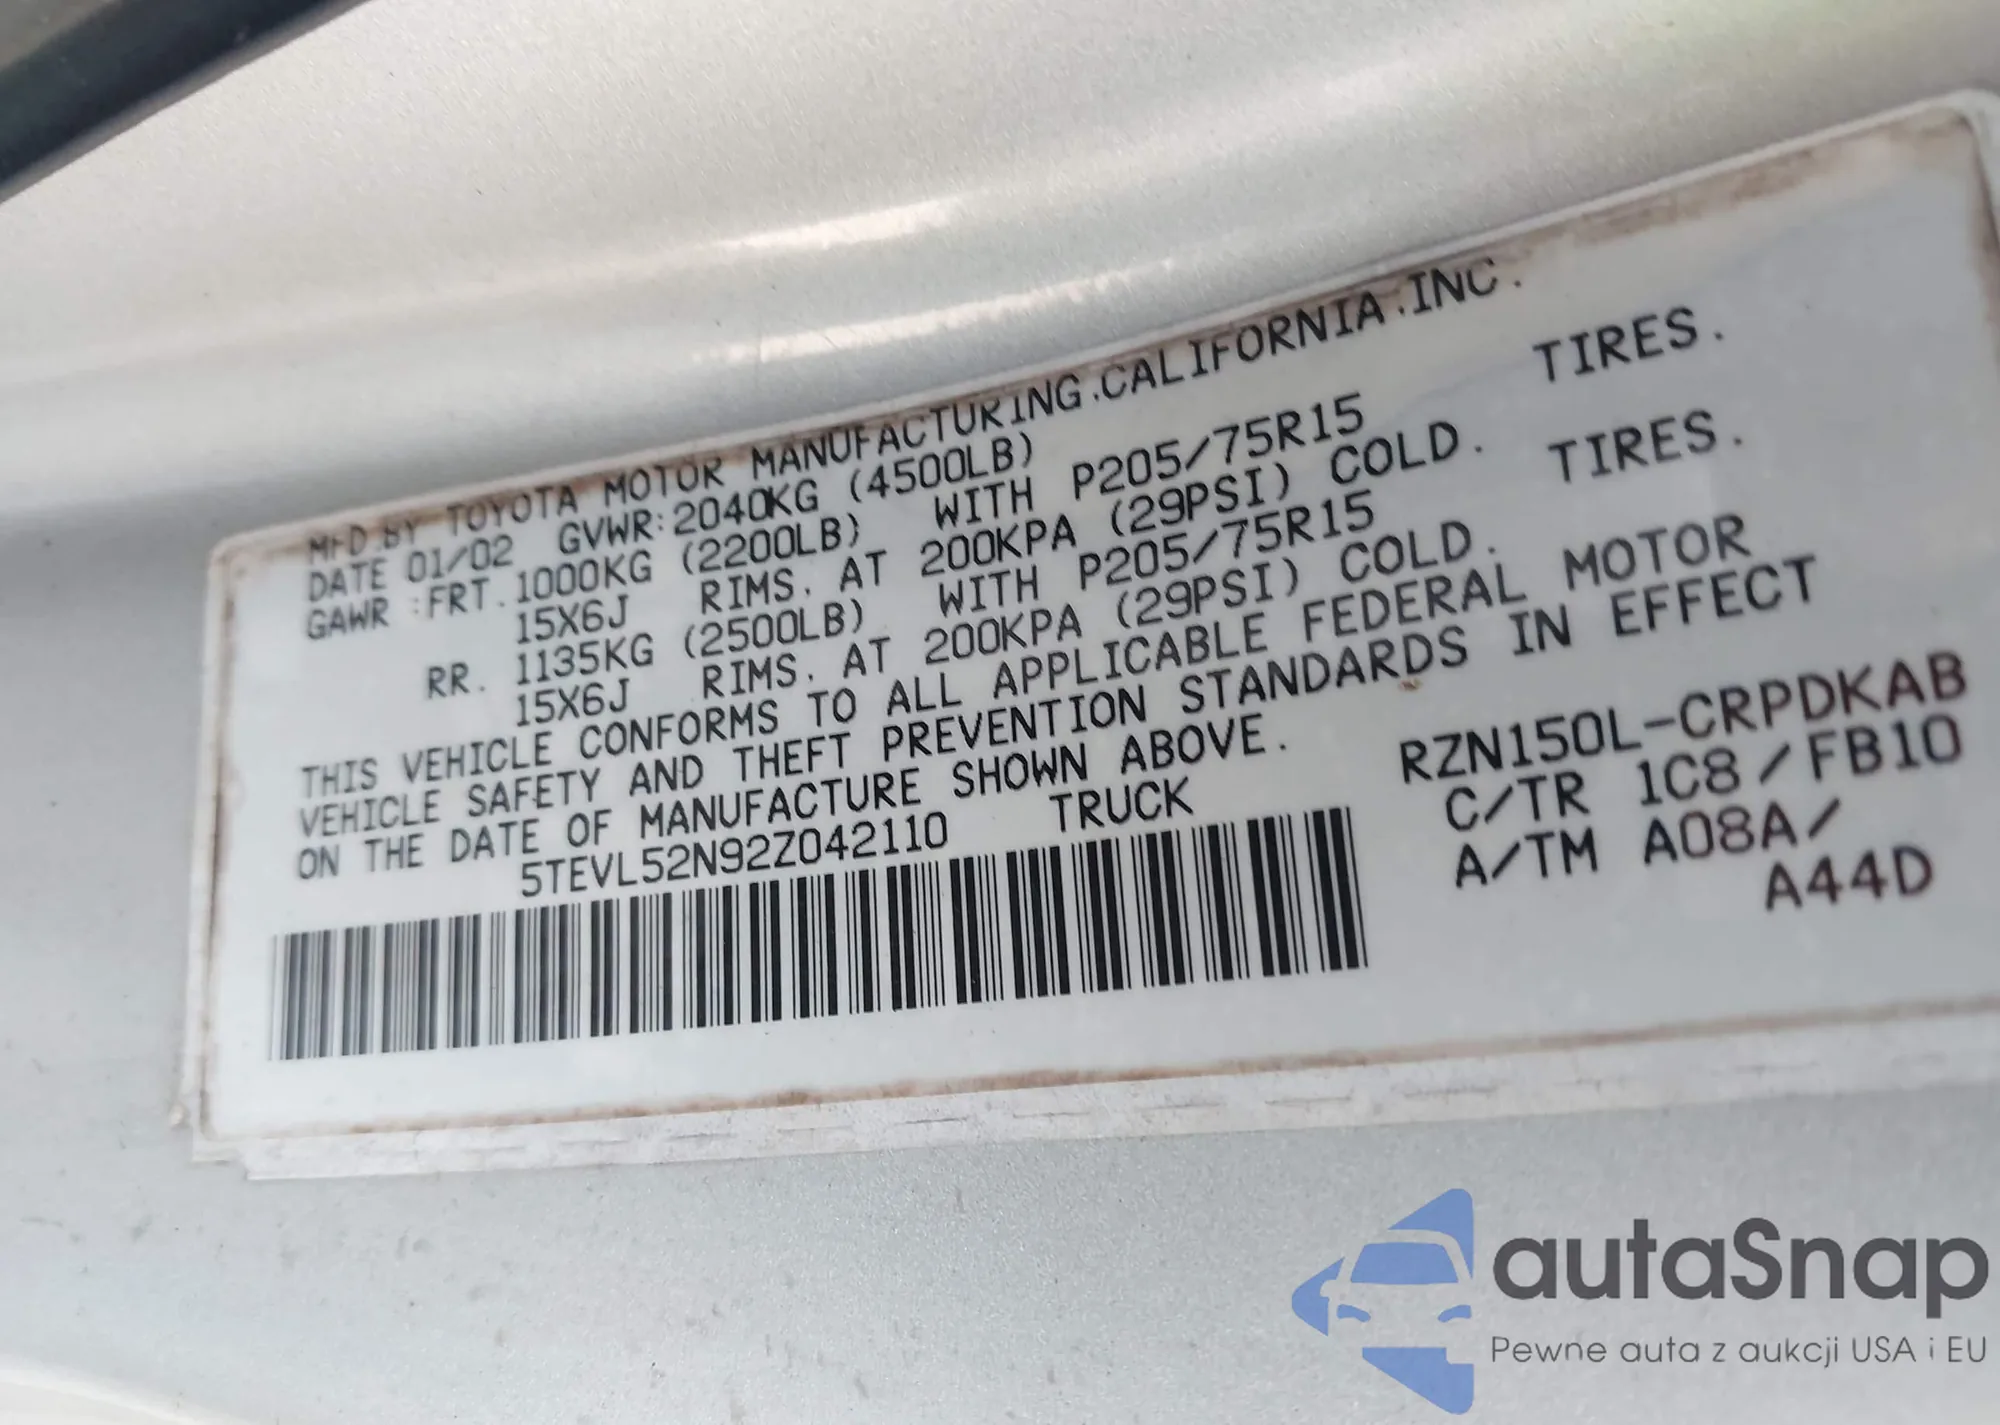 MFD.BY TOYOTA MOTOR MANUFACTURING.CALIFORNIA.INC.
DATE 01/02 GVWR:2040KG (4500LB)
GAWR :FRT.1000KG (2200LB) WITH P205/75R15 TIRES.
15X6J RIMS. AT 200KPA (29PSI) COLD.
RR. 1135KG (2500LB) WITH P205/75R15 TIRES.
15X6J RIMS. AT 200KPA (29PSI) COLD.
THIS VEHICLE CONFORMS TO ALL APPLICABLE FEDERAL MOTOR
VEHICLE SAFETY AND THEFT PREVENTION STANDARDS IN EFFECT
ON THE DATE OF MANUFACTURE SHOWN ABOVE.
5TEVL52N92Z042110 TRUCK
RZN150L-CRPDKAB
C/TR 1C8/FB10
A/TM A08A/
A44D
autaSnap
Pewne auta z aukcji USA i EU